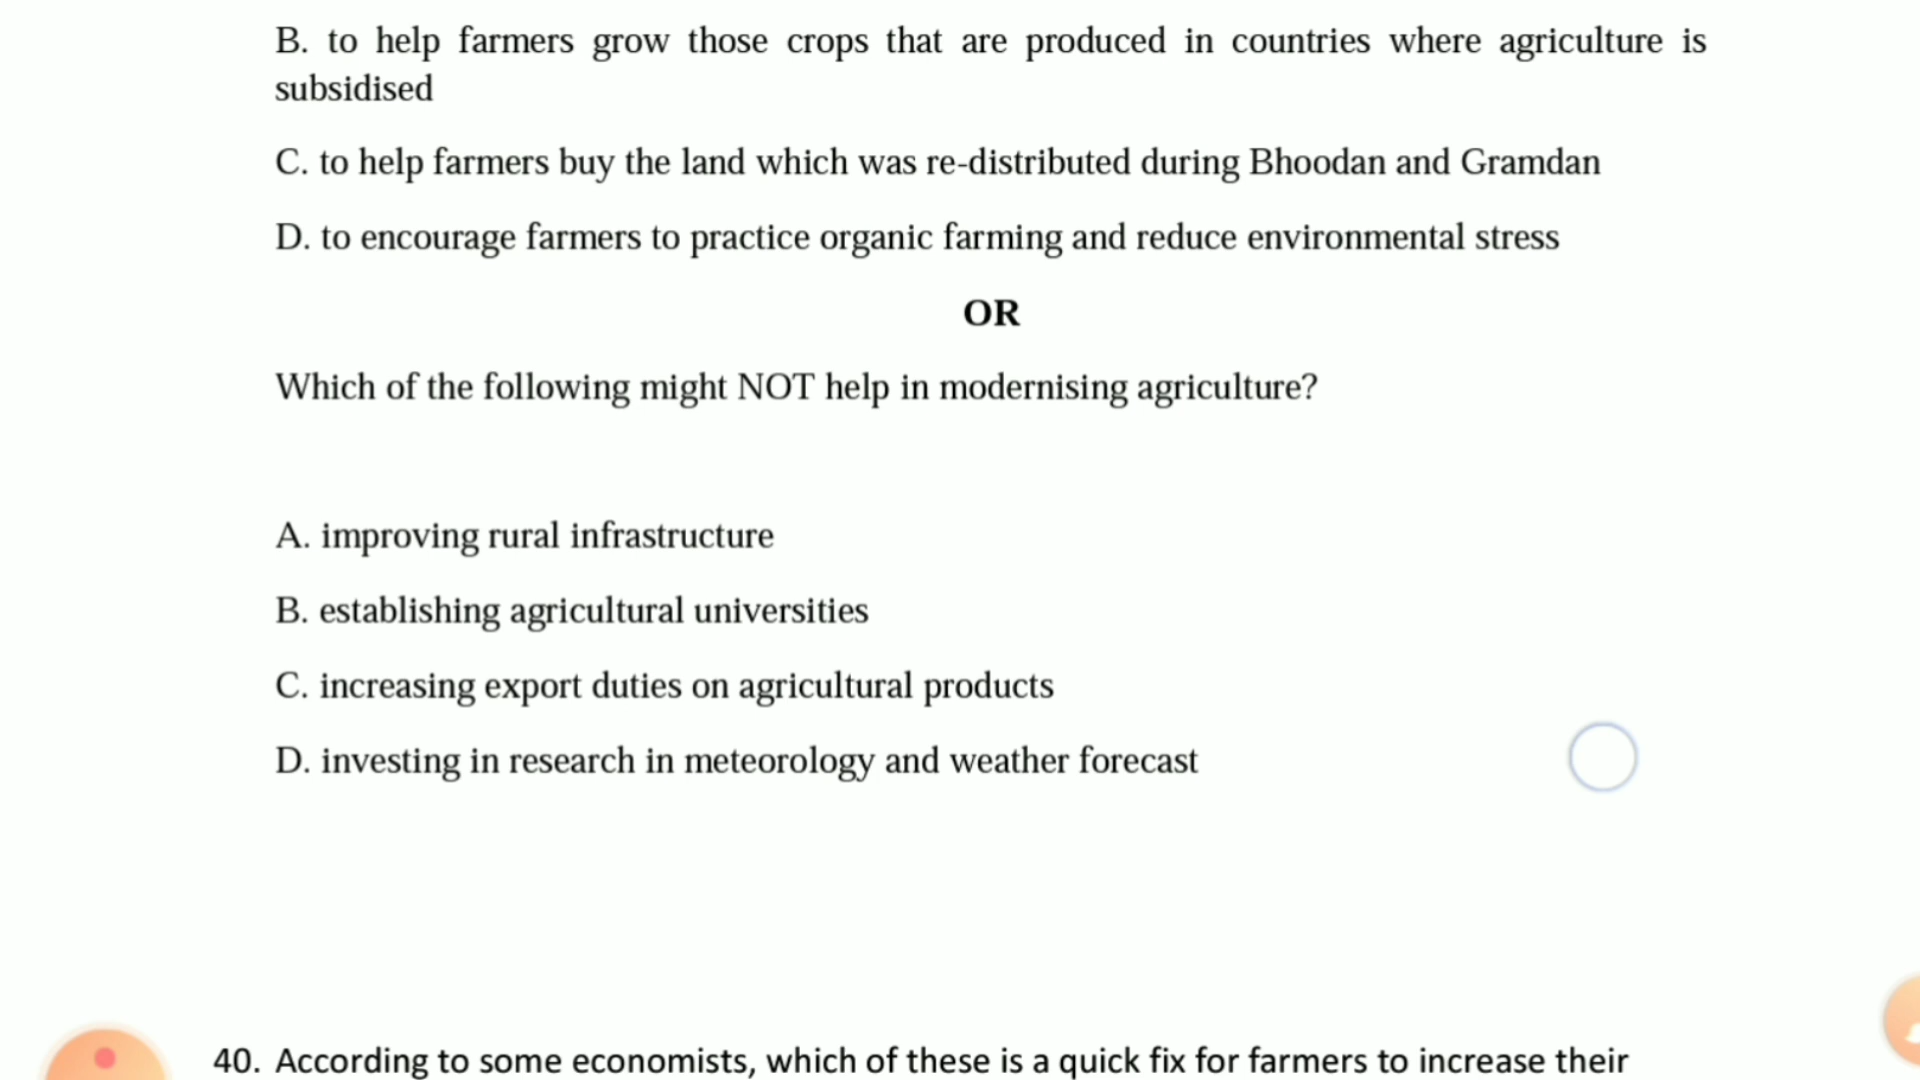 B. to help farmers grow those crops that are produced in countries where agriculture is
subsidised
C. to help farmers buy the land which was re-distributed during Bhoodan and Gramdan
D. to encourage farmers to practice organic farming and reduce environmental stress
OR
Which of the following might NOT help in modernising agriculture?
A. improving rural infrastructure
B. establishing agricultural universities
C. increasing export duties on agricultural products
D. investing in research in meteorology and weather forecast
40. According to some economists, which of these is a quick fix for farmers to increase their